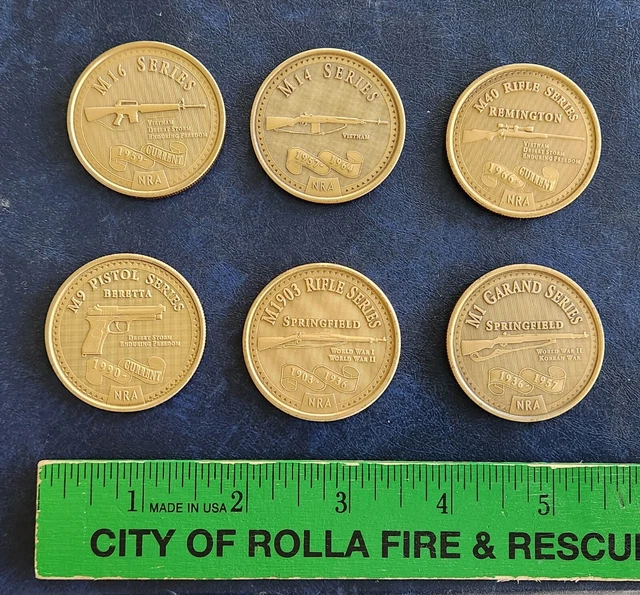 M16 SERIES
VIETNAM
DESERT STORM
ENDURING FREEDOM
1959 CURRENT
NRA
M14 SERIES
VIETNAM
1957 1964
NRA
M40 RIFLE SERIES
REMINGTON
VIETNAM
DESERT STORM
ENDURING FREEDOM
1966 CURRENT
NRA
M9 PISTOL SERIES
BERETTA
DESERT STORM
ENDURING FREEDOM
1990 CURRENT
NRA
M1903 RIFLE SERIES
SPRINGFIELD
WORLD WAR I
WORLD WAR II
1903 1936
NRA
M1 GARAND SERIES
SPRINGFIELD
WORLD WAR II
KOREAN WAR
1936 1957
NRA
1 MADE IN USA 2 3 4 5
CITY OF ROLLA FIRE & RESCU